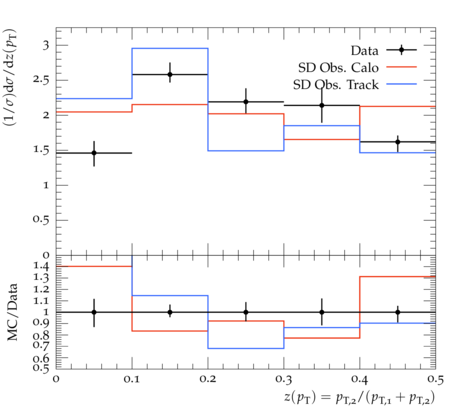 (1/σ)dσ/dz(pT)
3
2.5
2
1.5
1
0.5
0
Data
SD Obs. Calo
SD Obs. Track
MC/Data
1.4
1.3
1.2
1.1
1
0.9
0.8
0.7
0.6
0.5
0 0.1 0.2 0.3 0.4 0.5
z(pT) = pT,2/(pT,1 + pT,2)